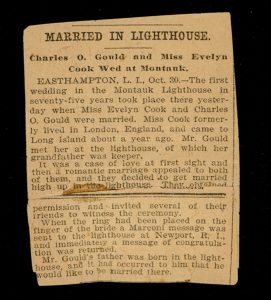 MARRIED IN LIGHTHOUSE.
Charles O. Gould and Miss Evelyn
Cook Wed at Montauk.
EASTHAMPTON, L. I., Oct. 30.—The first
wedding in the Montauk Lighthouse in
seventy-five years took place there yester-
day when Miss Evelyn Cook and Charles
O. Gould were married. Miss Cook former-
ly lived in London, England, and came to
Long Island about a year ago. Mr. Gould
met her at the lighthouse, of which her
grandfather was keeper.
It was a case of love at first sight and
then a romantic marriage appealed to both
of them, and they decided to get married
high up in the lighthouse. They obtained
permission and invited several of their
friends to witness the ceremony.
When the ring had been placed on the
finger of the bride a Marconi message was
sent to the lighthouse at Newport, R. I.,
and immediately a message of congratula-
tion was returned.
Mr. Gould's father was born in the light-
house, and it had occurred to him that he
would like to be married there.